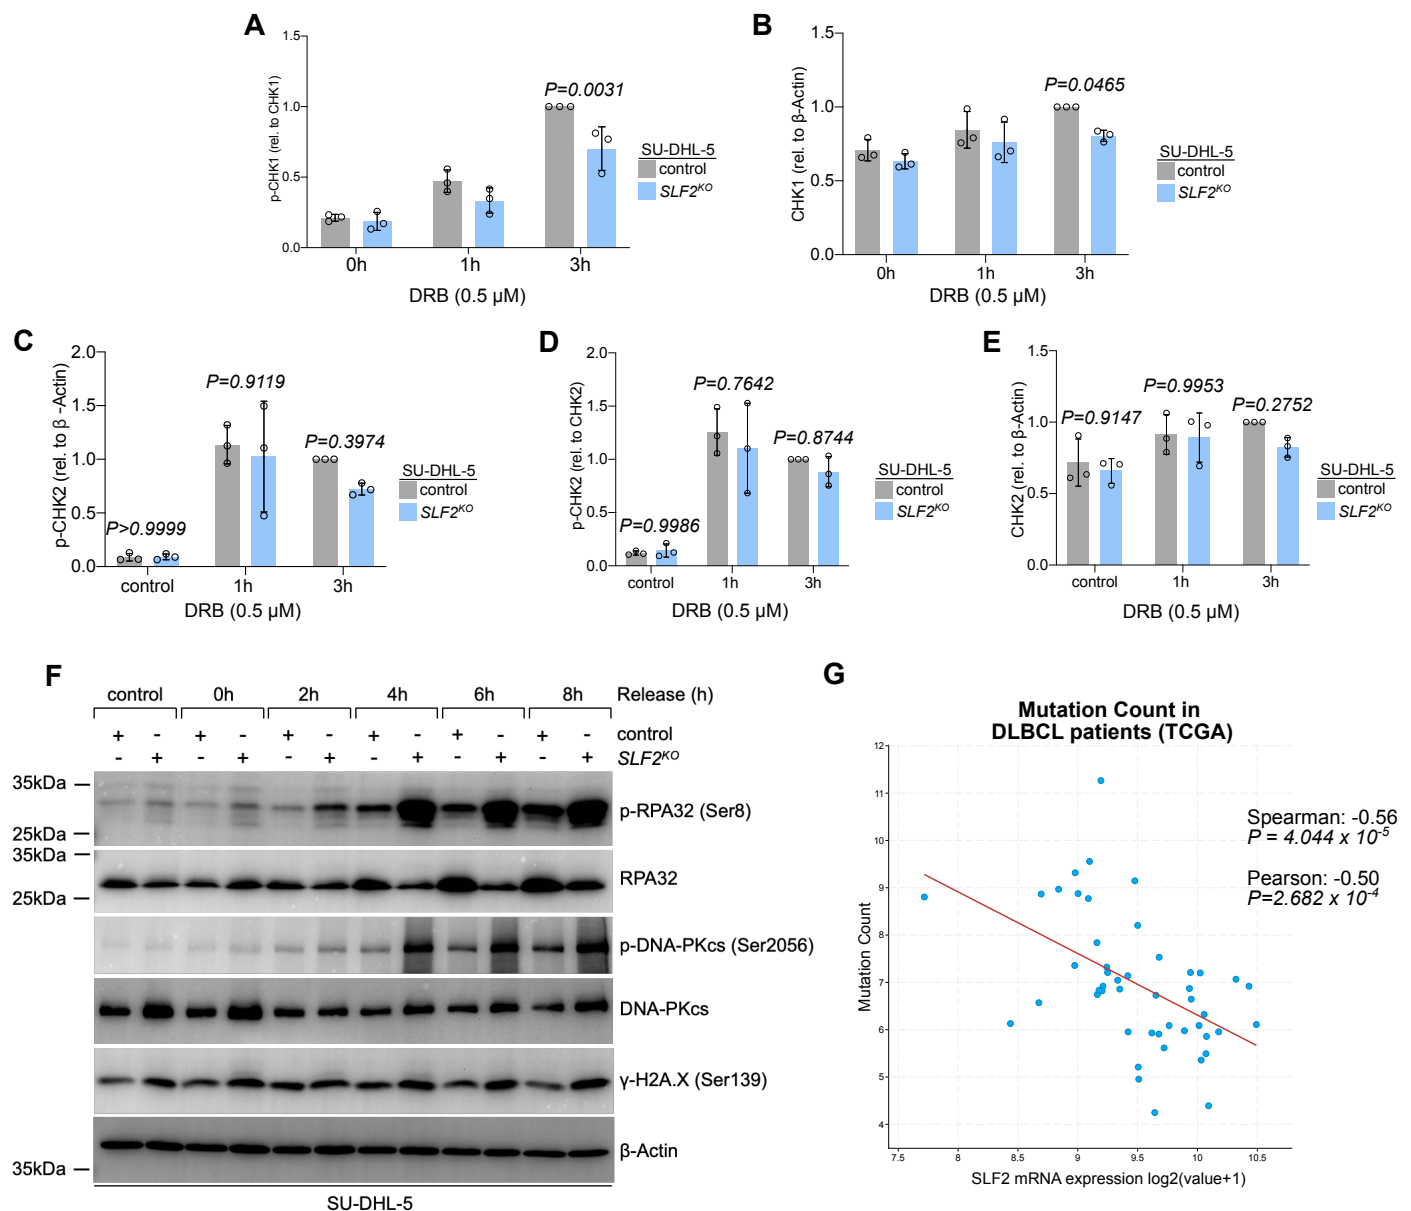 A
1.5
1.0
0.5
0.0
p-CHK1 (rel. to CHK1)
P=0.0031
0h
1h
3h
DRB (0.5 µM)
SU-DHL-5
control
SLF2KO
B
1.5
1.0
0.5
0.0
CHK1 (rel. to β-Actin)
P=0.0465
0h
1h
3h
DRB (0.5 µM)
SU-DHL-5
control
SLF2KO
C
2.0
1.5
1.0
0.5
0.0
p-CHK2 (rel. to β -Actin)
P=0.9119
P=0.3974
P>0.9999
control
1h
3h
DRB (0.5 µM)
SU-DHL-5
control
SLF2KO
D
2.0
1.5
1.0
0.5
0.0
p-CHK2 (rel. to CHK2)
P=0.7642
P=0.8744
P=0.9986
control
1h
3h
DRB (0.5 µM)
SU-DHL-5
control
SLF2KO
E
1.5
1.0
0.5
0.0
CHK2 (rel. to β-Actin)
P=0.9953
P=0.9147
P=0.2752
control
1h
3h
DRB (0.5 µM)
SU-DHL-5
control
SLF2KO
F
control 0h 2h 4h 6h 8h Release (h)
+ - + - + - + - + - + - control
- + - + - + - + - + - + SLF2KO
35kDa
25kDa
p-RPA32 (Ser8)
35kDa
25kDa
RPA32
p-DNA-PKcs (Ser2056)
DNA-PKcs
γ-H2A.X (Ser139)
β-Actin
35kDa
SU-DHL-5
G
Mutation Count in
DLBCL patients (TCGA)
12
11
10
9
8
7
6
5
4
Mutation Count
Spearman: -0.56
P = 4.044 x 10-5
Pearson: -0.50
P=2.682 x 10-4
7.5 8 8.5 9 9.5 10 10.5
SLF2 mRNA expression log2(value+1)